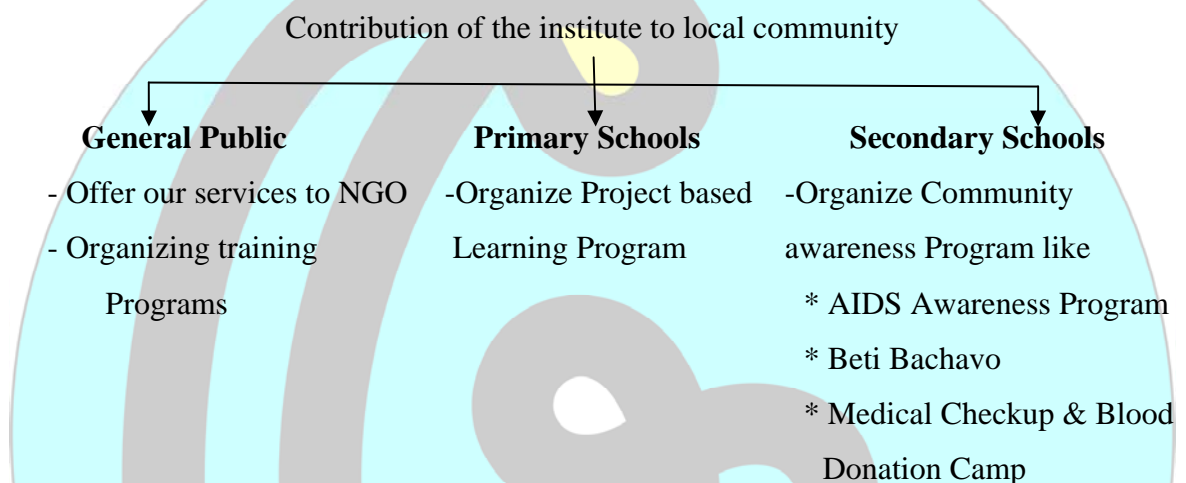 Contribution of the institute to local community
General Public
- Offer our services to NGO
- Organizing training
Programs
Primary Schools
-Organize Project based
Learning Program
Secondary Schools
-Organize Community
awareness Program like
* AIDS Awareness Program
* Beti Bachavo
* Medical Checkup & Blood
Donation Camp